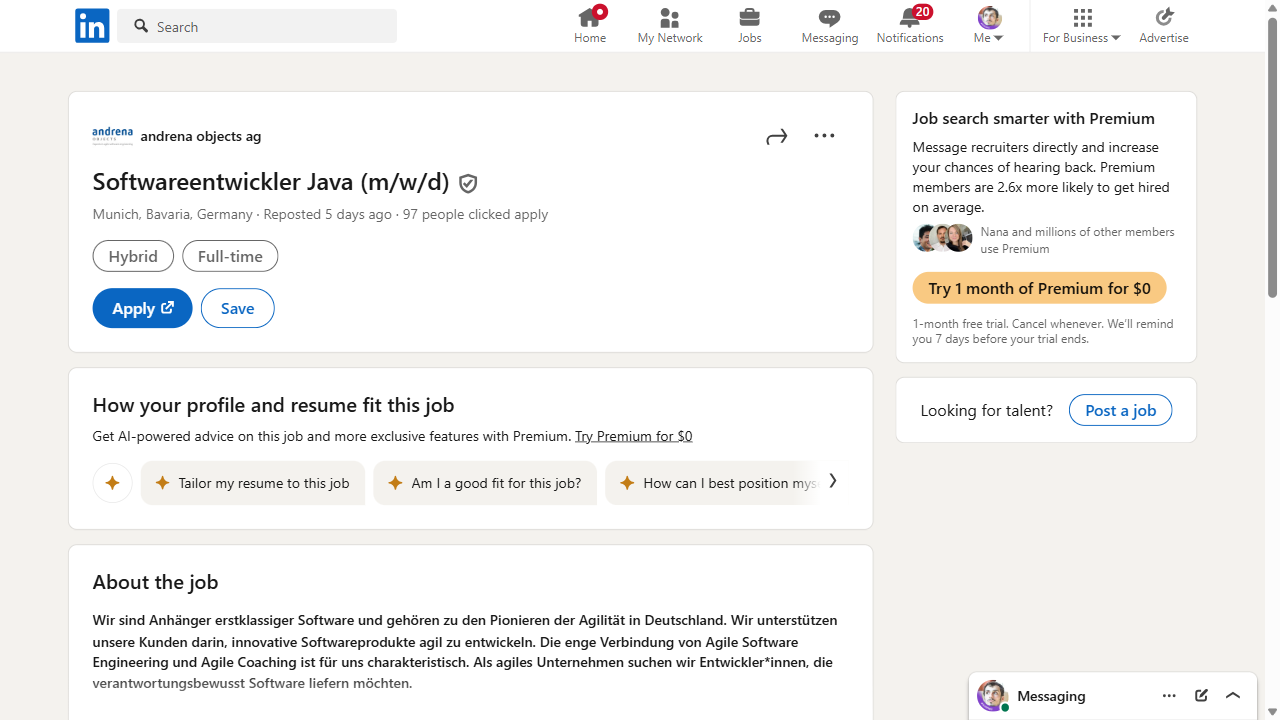 in
Search
Home
My Network
Jobs
Messaging
20
Notifications
Me
For Business
Advertise
andrena
OBJECTS
andrena objects ag
Softwareentwickler Java (m/w/d)
Munich, Bavaria, Germany · Reposted 5 days ago · 97 people clicked apply
Hybrid
Full-time
Apply
Save
How your profile and resume fit this job
Get AI-powered advice on this job and more exclusive features with Premium. Try Premium for $0
Tailor my resume to this job
Am I a good fit for this job?
How can I best position mys
About the job
Wir sind Anhänger erstklassiger Software und gehören zu den Pionieren der Agilität in Deutschland. Wir unterstützen
unsere Kunden darin, innovative Softwareprodukte agil zu entwickeln. Die enge Verbindung von Agile Software
Engineering und Agile Coaching ist für uns charakteristisch. Als agiles Unternehmen suchen wir Entwickler*innen, die
verantwortungsbewusst Software liefern möchten.
Job search smarter with Premium
Message recruiters directly and increase
your chances of hearing back. Premium
members are 2.6x more likely to get hired
on average.
Nana and millions of other members
use Premium
Try 1 month of Premium for $0
1-month free trial. Cancel whenever. We'll remind
you 7 days before your trial ends.
Looking for talent?
Post a job
Messaging